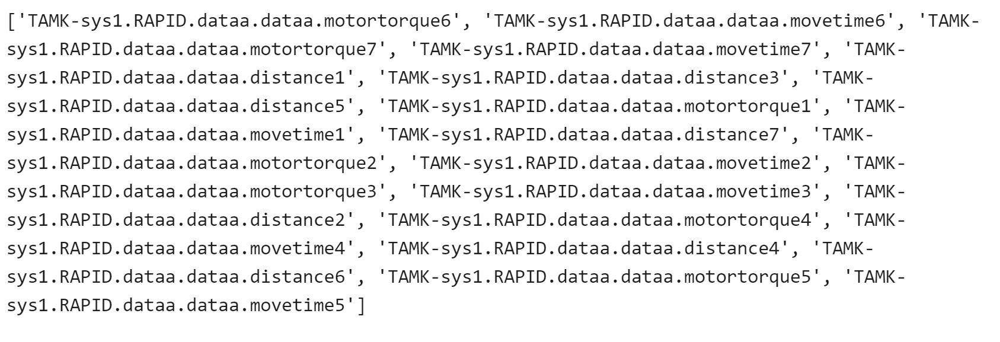 ['TAMK-sys1.RAPID.dataa.dataa.motortorque6', 'TAMK-sys1.RAPID.dataa.dataa.movetime6', 'TAMK-
sys1.RAPID.dataa.dataa.motortorque7', 'TAMK-sys1.RAPID.dataa.dataa.movetime7', 'TAMK-
sys1.RAPID.dataa.dataa.distance1', 'TAMK-sys1.RAPID.dataa.dataa.distance3', 'TAMK-
sys1.RAPID.dataa.dataa.distance5', 'TAMK-sys1.RAPID.dataa.dataa.motortorque1', 'TAMK-
sys1.RAPID.dataa.dataa.movetime1', 'TAMK-sys1.RAPID.dataa.dataa.distance7', 'TAMK-
sys1.RAPID.dataa.dataa.motortorque2', 'TAMK-sys1.RAPID.dataa.dataa.movetime2', 'TAMK-
sys1.RAPID.dataa.dataa.motortorque3', 'TAMK-sys1.RAPID.dataa.dataa.movetime3', 'TAMK-
sys1.RAPID.dataa.dataa.distance2', 'TAMK-sys1.RAPID.dataa.dataa.motortorque4', 'TAMK-
sys1.RAPID.dataa.dataa.movetime4', 'TAMK-sys1.RAPID.dataa.dataa.distance4', 'TAMK-
sys1.RAPID.dataa.dataa.distance6', 'TAMK-sys1.RAPID.dataa.dataa.motortorque5', 'TAMK-
sys1.RAPID.dataa.dataa.movetime5']